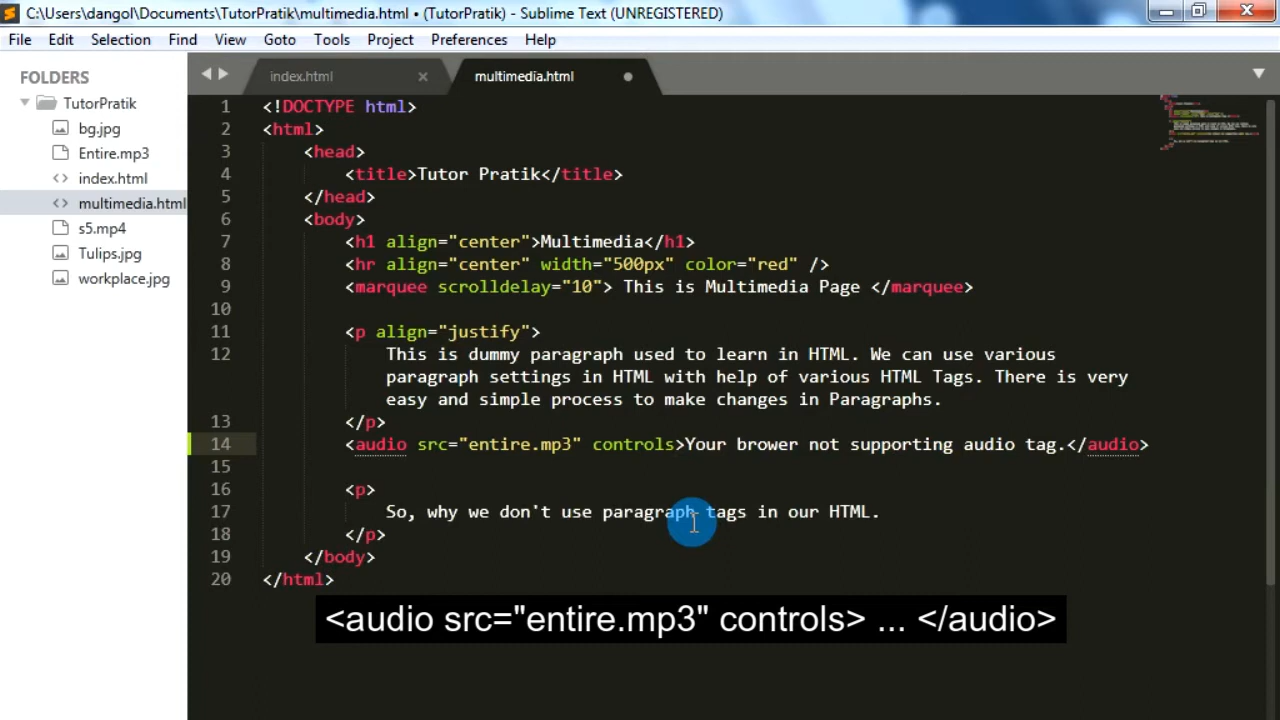 C:\Users\dangol\Documents\TutorPratik\multimedia.html • (TutorPratik) - Sublime Text (UNREGISTERED)
File Edit Selection Find View Goto Tools Project Preferences Help
FOLDERS
TutorPratik
bg.jpg
Entire.mp3
index.html
multimedia.html
s5.mp4
Tulips.jpg
workplace.jpg
index.html multimedia.html
1 <!DOCTYPE html>
2 <html>
3 <head>
4 <title>Tutor Pratik</title>
5 </head>
6 <body>
7 <h1 align="center">Multimedia</h1>
8 <hr align="center" width="500px" color="red" />
9 <marquee scrolldelay="10"> This is Multimedia Page </marquee>
10
11 <p align="justify">
12 This is dummy paragraph used to learn in HTML. We can use various
paragraph settings in HTML with help of various HTML Tags. There is very
easy and simple process to make changes in Paragraphs.
13 </p>
14 <audio src="entire.mp3" controls>Your brower not supporting audio tag.</audio>
15
16 <p>
17 So, why we don't use paragraph tags in our HTML.
18 </p>
19 </body>
20 </html>
<audio src="entire.mp3" controls> ... </audio>